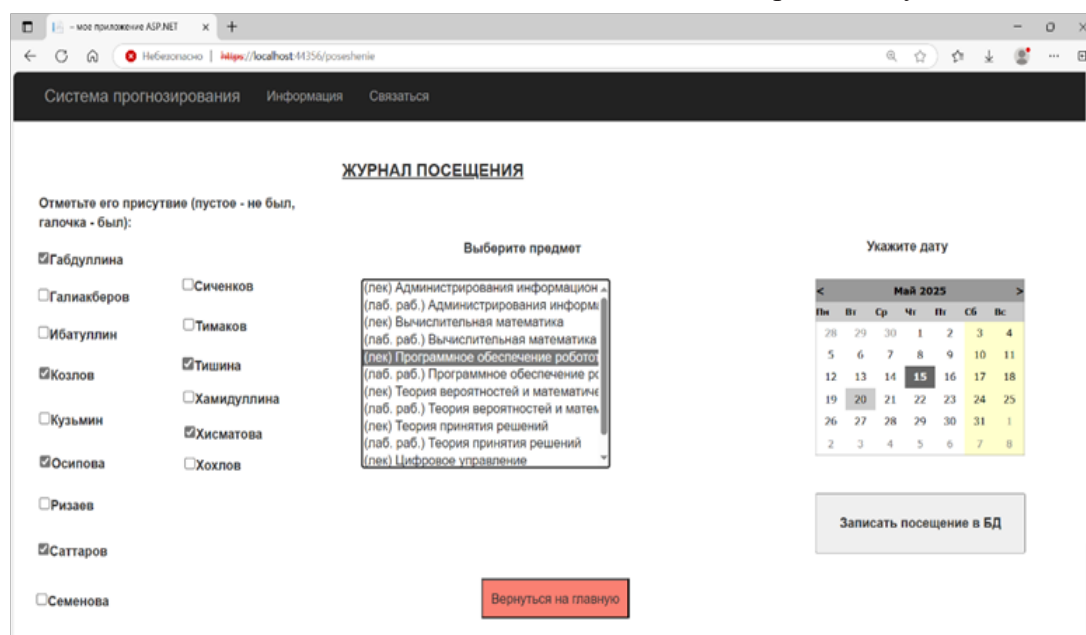 – мое приложение ASP.NET
Небезопасно https://localhost:44356/poseshenie
Система прогнозирования Информация Связаться
ЖУРНАЛ ПОСЕЩЕНИЯ
Отметьте его присутвие (пустое - не был,
галочка - был):
Габдуллина
Галиакберов
Ибатуллин
Козлов
Кузьмин
Осипова
Ризаев
Саттаров
Семенова
Сиченков
Тимаков
Тишина
Хамидуллина
Хисматова
Хохлов
Выберите предмет
(лек) Администрирования информацион
(лаб. раб.) Администрирования информа
(лек) Вычислительная математика
(лаб. раб.) Вычислительная математика
(лек) Программное обеспечение роботот
(лаб. раб.) Программное обеспечение рс
(лек) Теория вероятностей и математиче
(лаб. раб.) Теория вероятностей и матем
(лек) Теория принятия решений
(лаб. раб.) Теория принятия решений
(лек) Цифровое управление
Укажите дату
< Май 2025 >
Пн Вт Ср Чт Пт Сб Вс
28 29 30 1 2 3 4
5 6 7 8 9 10 11
12 13 14 15 16 17 18
19 20 21 22 23 24 25
26 27 28 29 30 31 1
2 3 4 5 6 7 8
Записать посещение в БД
Вернуться на главную